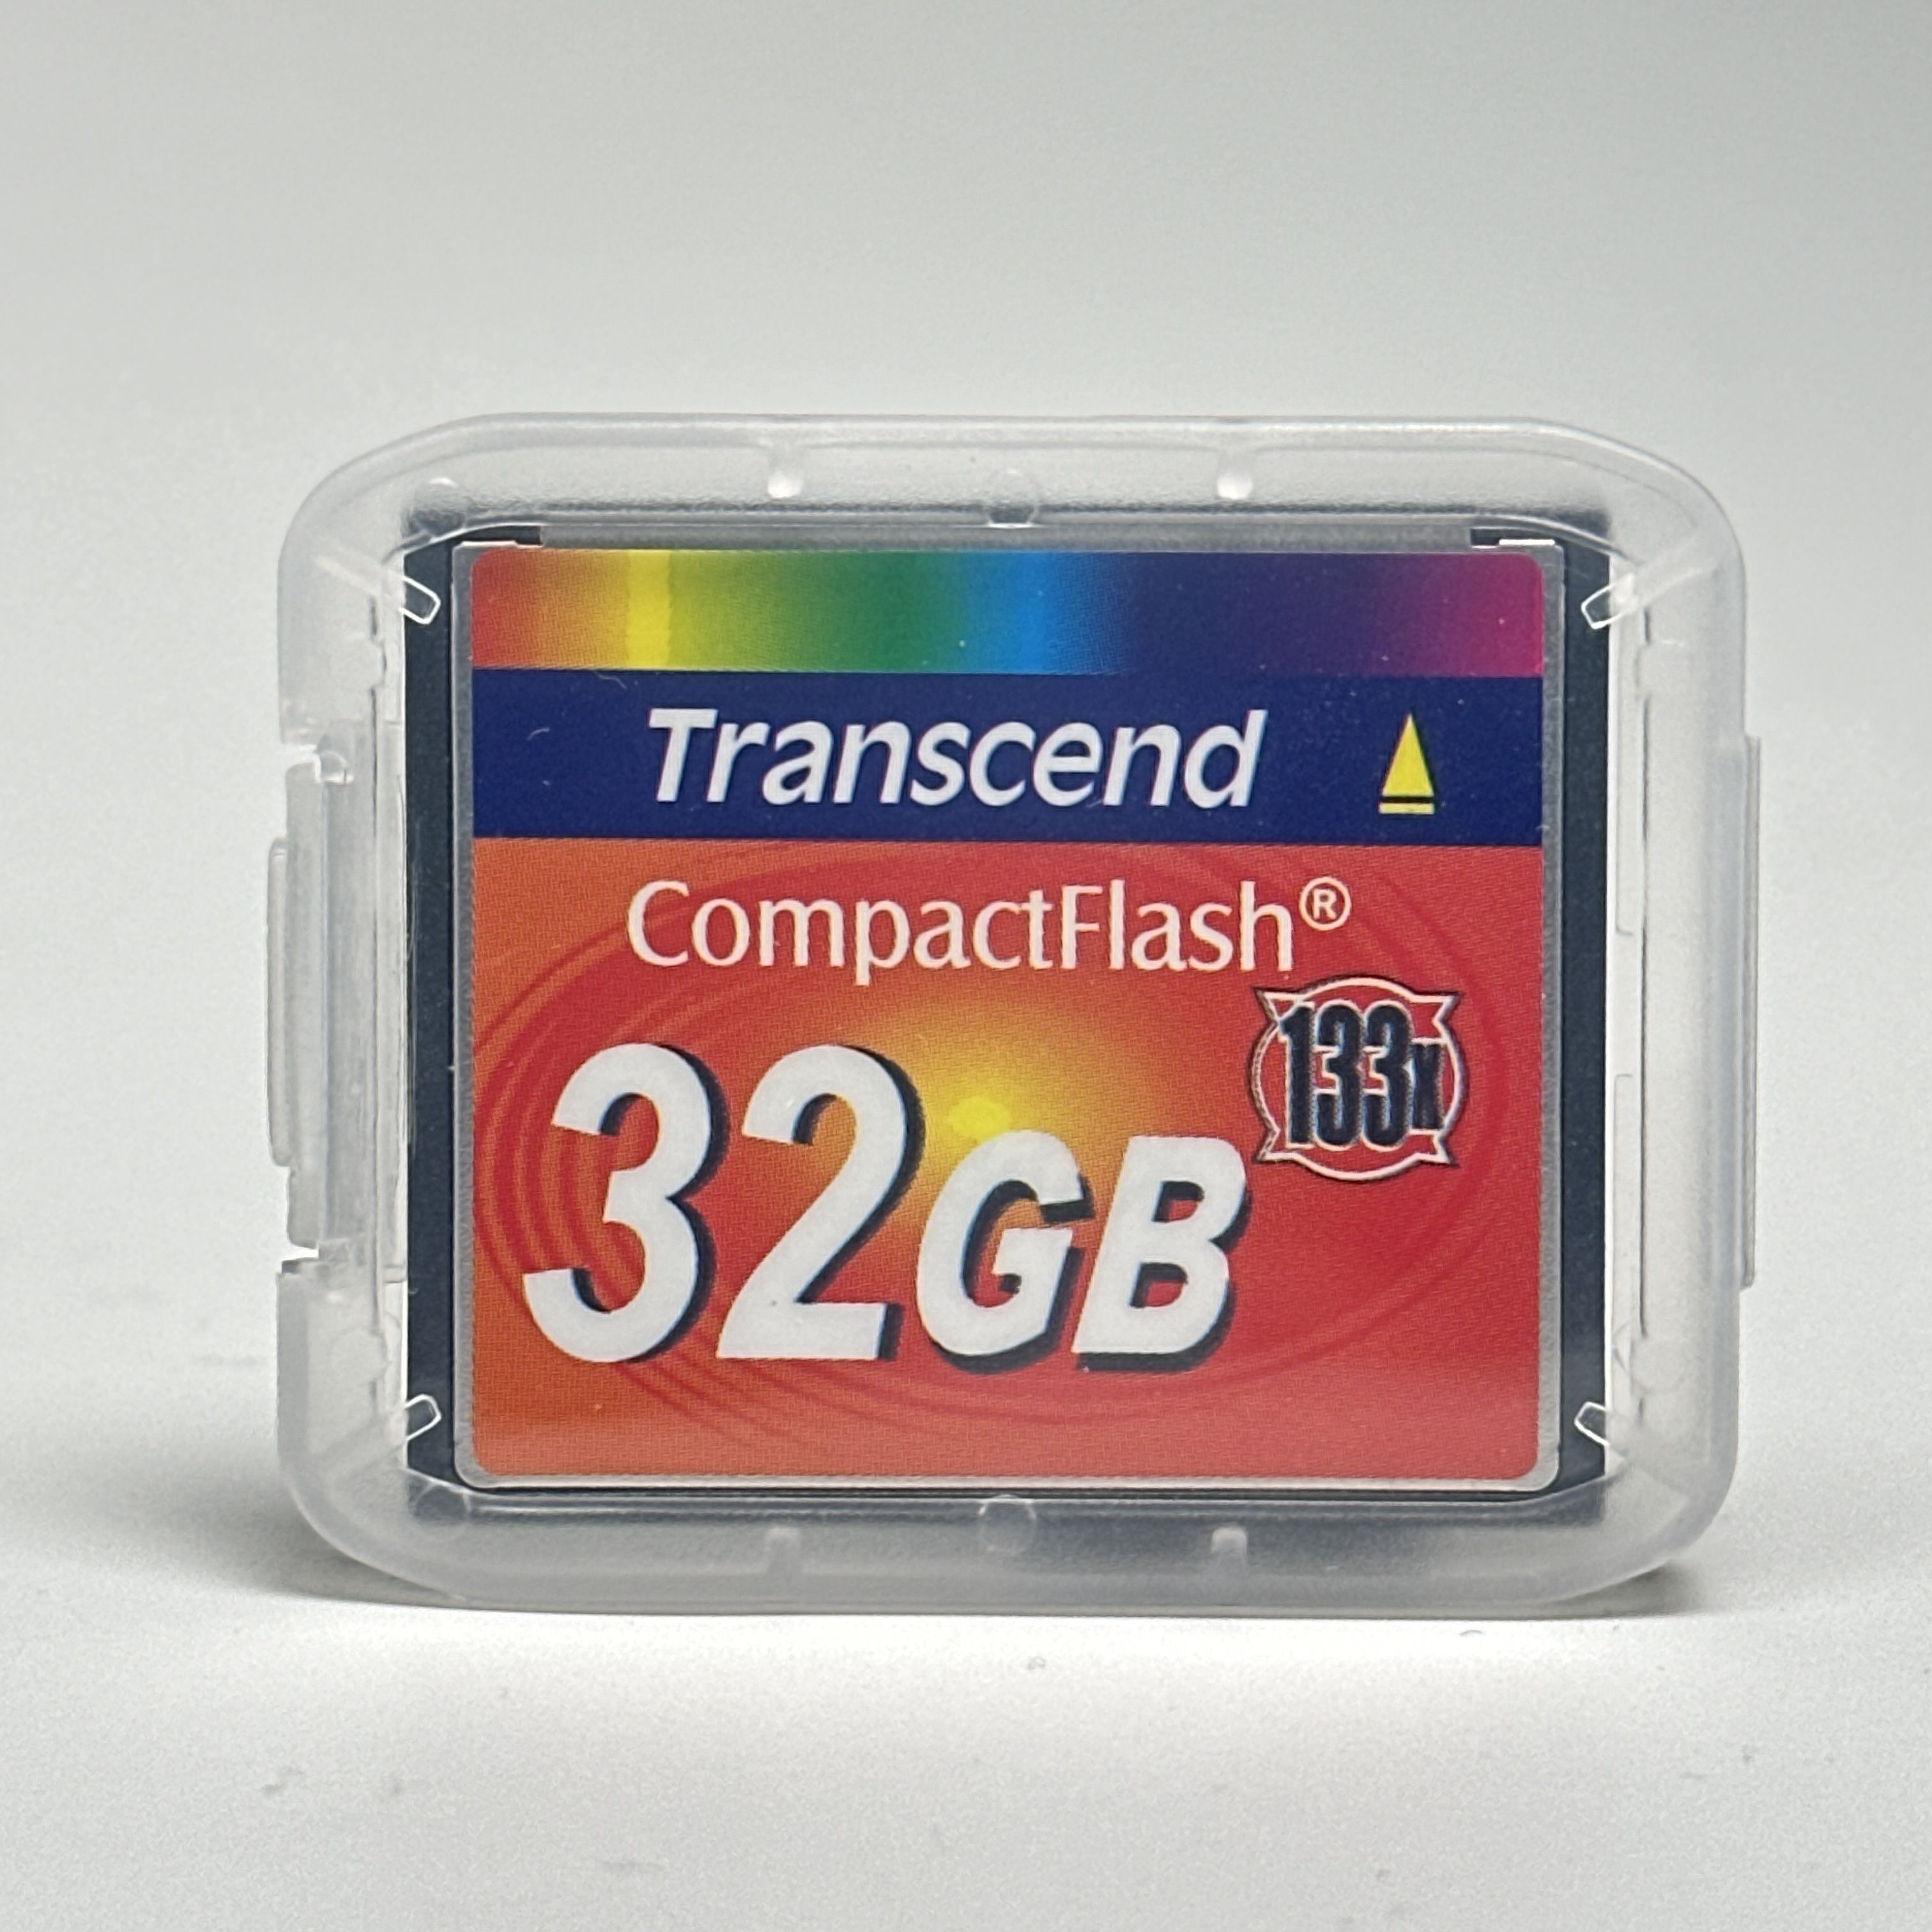 Transcend
CompactFlash®
133x
32GB